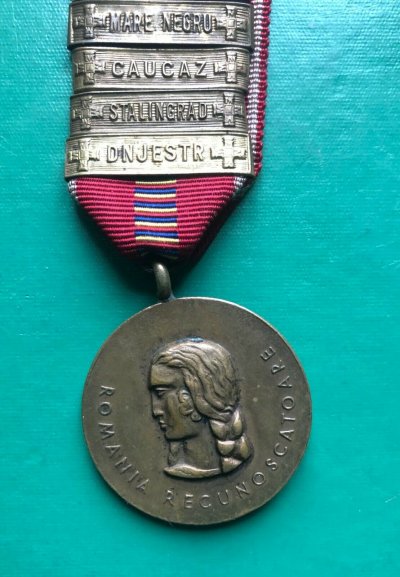 MARE NEGRU
CAUCAZ
STALINGRAD
DNJESTR
ROMANIA RECUNOSCATOARE